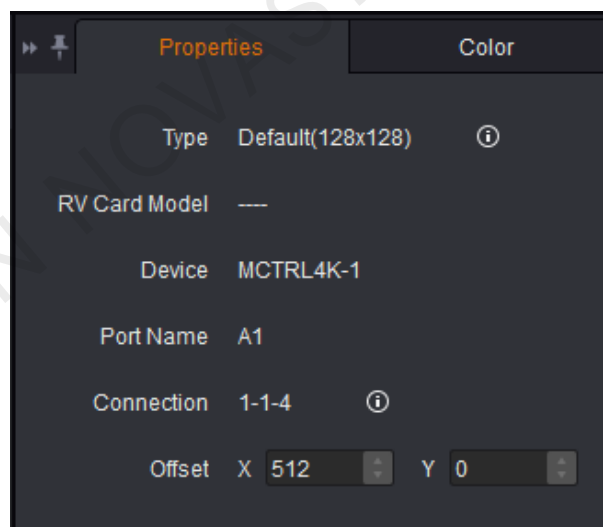 Properties Color
Type Default(128x128)
RV Card Model ----
Device MCTRL4K-1
Port Name A1
Connection 1-1-4
Offset X 512 Y 0